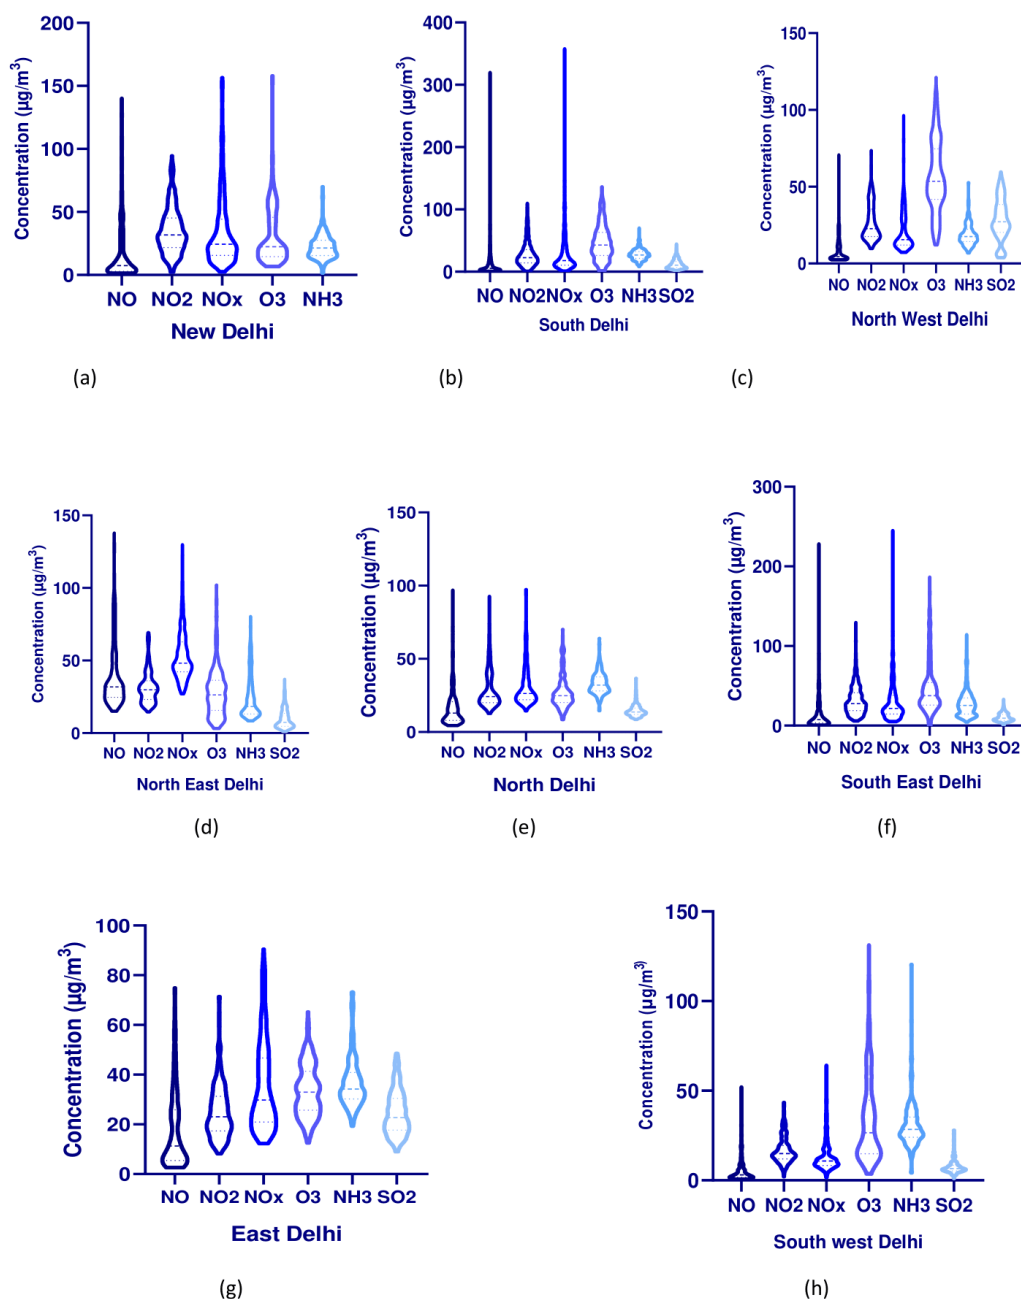 200
150
100
50
0
Concentration (µg/m³)
NO NO2 NOx O3 NH3
New Delhi
(a)
400
300
200
100
0
Concentration (µg/m³)
NO NO2 NOx O3 NH3 SO2
South Delhi
(b)
150
100
50
0
Concentration (µg/m³)
NO NO2 NOx O3 NH3 SO2
North West Delhi
(c)
150
100
50
0
Concentration (µg/m³)
NO NO2 NOx O3 NH3 SO2
North East Delhi
(d)
150
100
50
0
Concentration (µg/m³)
NO NO2 NOx O3 NH3 SO2
North Delhi
(e)
300
200
100
0
Concentration (µg/m³)
NO NO2 NOx O3 NH3 SO2
South East Delhi
(f)
100
80
60
40
20
0
Concentration (µg/m³)
NO NO2 NOx O3 NH3 SO2
East Delhi
(g)
150
100
50
0
Concentration (µg/m³)
NO NO2 NOx O3 NH3 SO2
South west Delhi
(h)